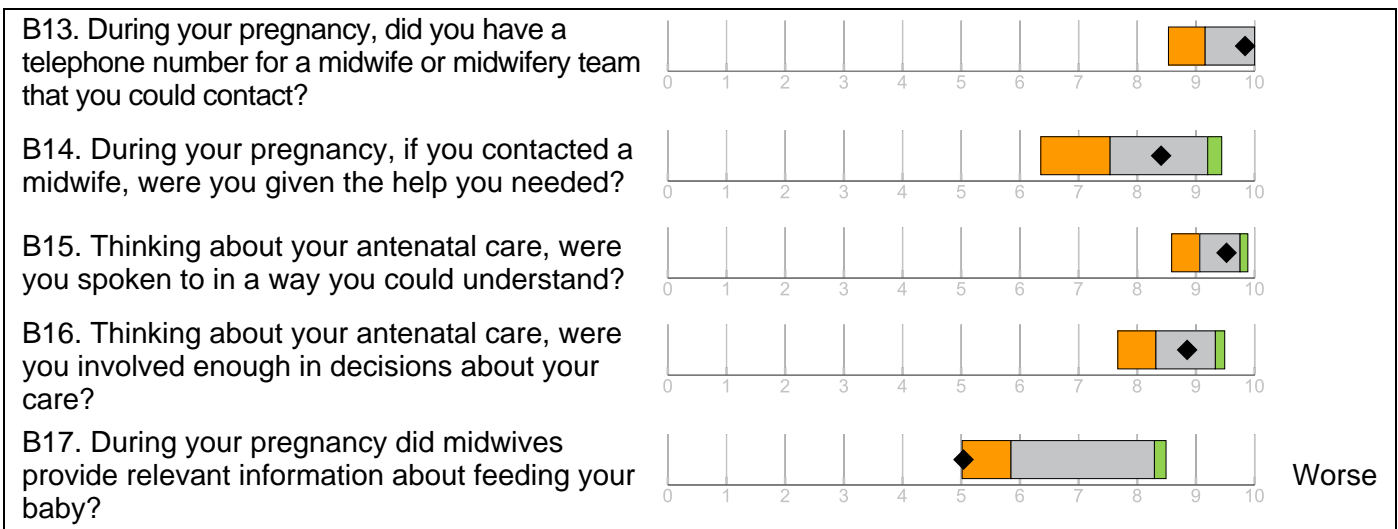 B13. During your pregnancy, did you have a
telephone number for a midwife or midwifery team
that you could contact?
0 1 2 3 4 5 6 7 8 9 10
B14. During your pregnancy, if you contacted a
midwife, were you given the help you needed?
0 1 2 3 4 5 6 7 8 9 10
B15. Thinking about your antenatal care, were
you spoken to in a way you could understand?
0 1 2 3 4 5 6 7 8 9 10
B16. Thinking about your antenatal care, were
you involved enough in decisions about your
care?
0 1 2 3 4 5 6 7 8 9 10
B17. During your pregnancy did midwives
provide relevant information about feeding your
baby?
0 1 2 3 4 5 6 7 8 9 10
Worse